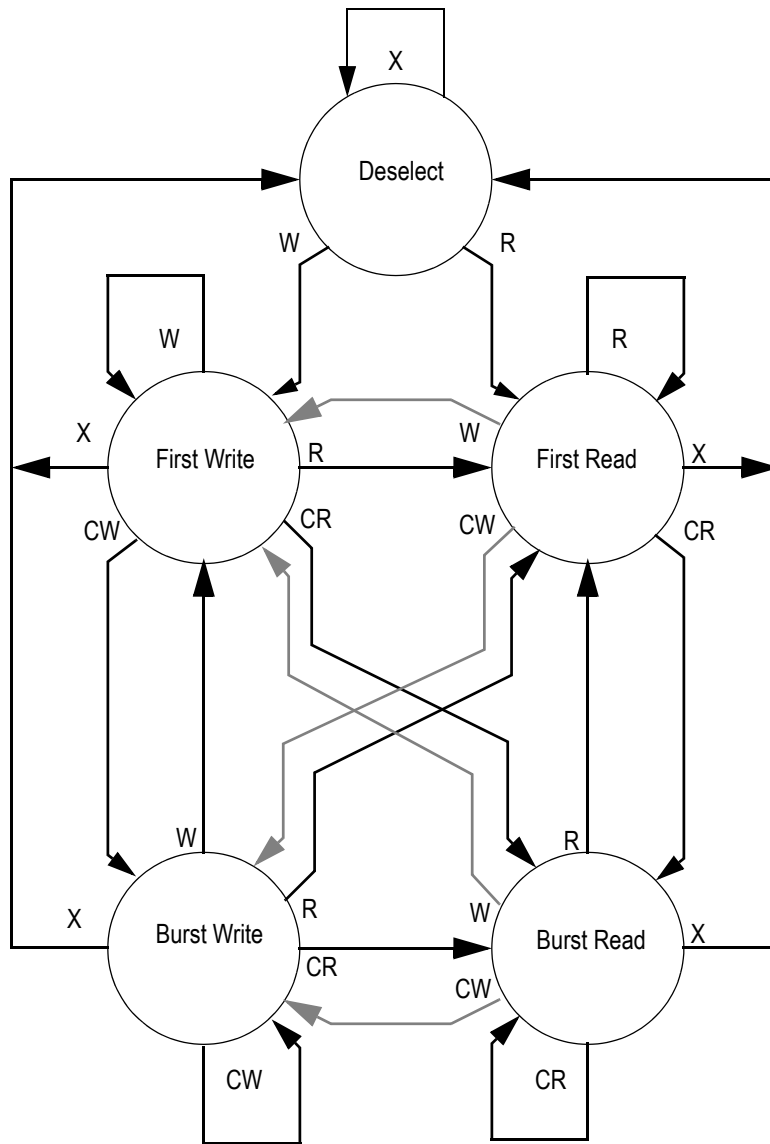 X
Deselect
W
R
W
R
W
X
First Write
R
First Read
X
CW
CR
CW
CR
W
R
X
R
W
Burst Write
Burst Read
X
CR
CW
CW
CR